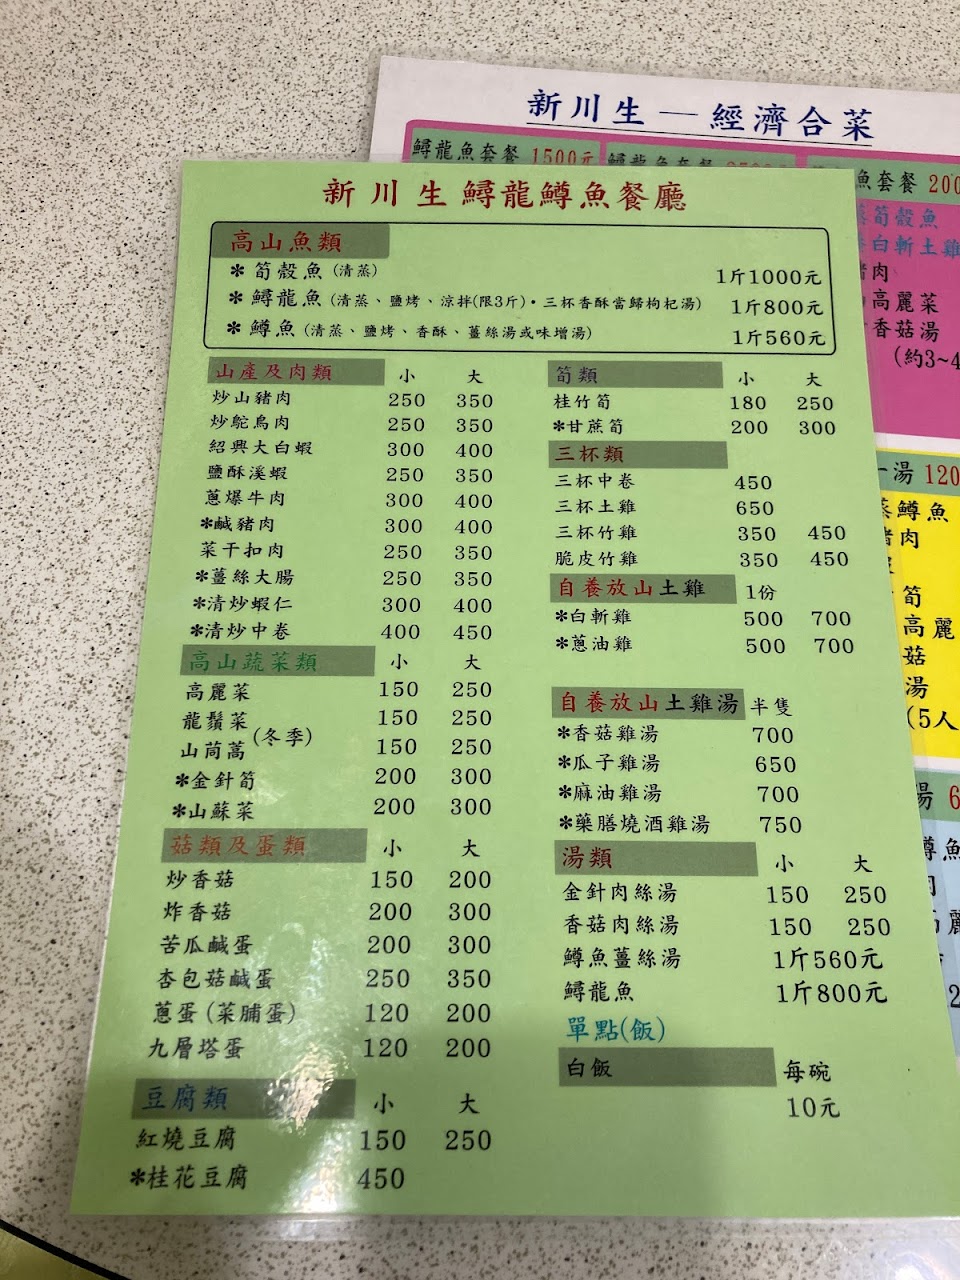 新川生 — 經濟合菜
鱘龍魚套餐 1500元
魚套餐 200
新川生鱘龍鱒魚餐廳
高山魚類
*筍殼魚(清蒸) 1斤1000元
*鱘龍魚(清蒸、鹽烤、涼拌(限3斤)·三杯香酥當歸枸杞湯) 1斤800元
*鱒魚(清蒸、鹽烤、香酥、薑絲湯或味增湯) 1斤560元
山產及肉類 小 大
炒山豬肉 250 350
炒鴕鳥肉 250 350
紹興大白蝦 300 400
鹽酥溪蝦 250 350
蔥爆牛肉 300 400
*鹹豬肉 300 400
菜干扣肉 250 350
*薑絲大腸 250 350
*清炒蝦仁 300 400
*清炒中卷 400 450
高山蔬菜類 小 大
高麗菜 150 250
龍鬚菜 150 250
(冬季)
山茼萵 150 250
*金針筍 200 300
*山蘇菜 200 300
菇類及蛋類 小 大
炒香菇 150 200
炸香菇 200 300
苦瓜鹹蛋 200 300
杏包菇鹹蛋 250 350
蔥蛋(菜脯蛋) 120 200
九層塔蛋 120 200
豆腐類 小 大
紅燒豆腐 150 250
*桂花豆腐 450
筍類 小 大
桂竹筍 180 250
*甘蔗筍 200 300
三杯類
三杯中卷 450
三杯土雞 650
三杯竹雞 350 450
脆皮竹雞 350 450
自養放山土雞 1份
*白斬雞 500 700
*蔥油雞 500 700
自養放山土雞湯 半隻
*香菇雞湯 700
*瓜子雞湯 650
*麻油雞湯 700
*藥膳燒酒雞湯 750
湯類 小 大
金針肉絲湯 150 250
香菇肉絲湯 150 250
鱒魚薑絲湯 1斤560元
鱘龍魚 1斤800元
單點(飯)
白飯 每碗
10元
筍殼魚
白斬土雞
肉
高麗菜
香菇湯
(約3~4
一湯 120
鱒魚
肉
筍
高麗
菇
湯
(5人
湯 6
鱒魚